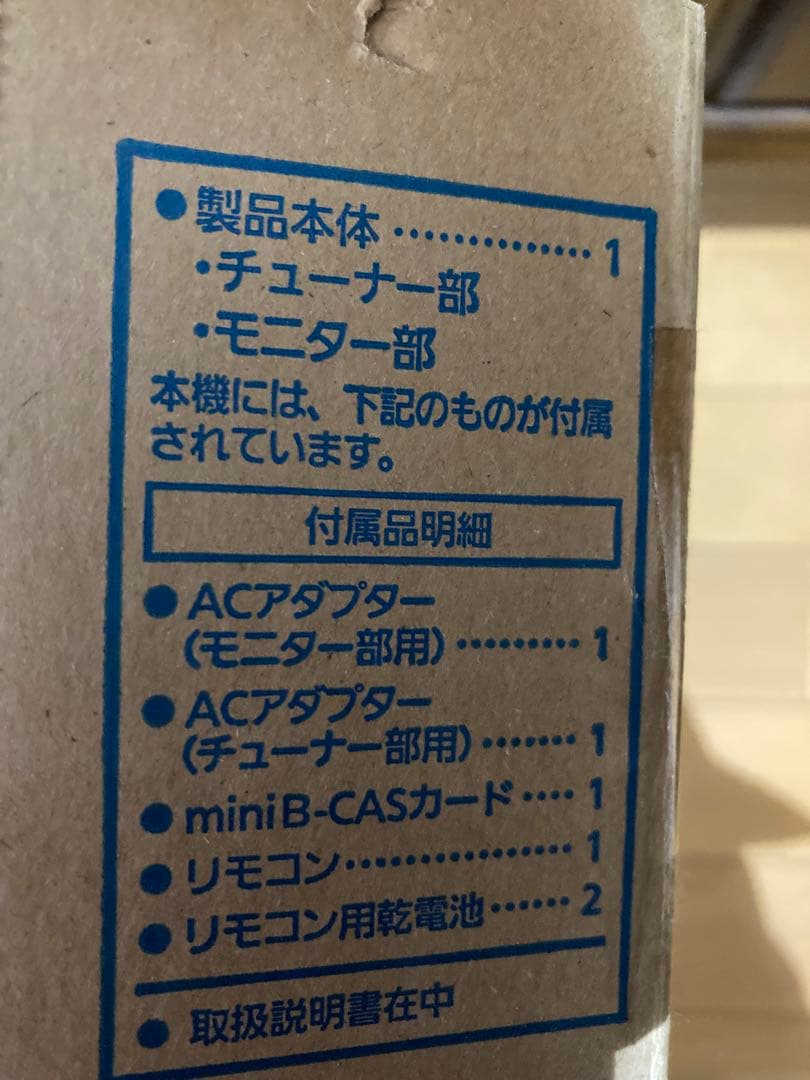 ●製品本体‥‥‥‥‥‥‥1
・チューナー部
・モニター部
本機には、下記のものが付属
されています。
付属品明細
●ACアダプター
(モニター部用)‥‥‥‥‥1
●ACアダプター
(チューナー部用)‥‥‥‥1
●miniB-CASカード‥‥1
●リモコン‥‥‥‥‥‥‥‥1
●リモコン用乾電池‥‥‥2
●取扱説明書在中